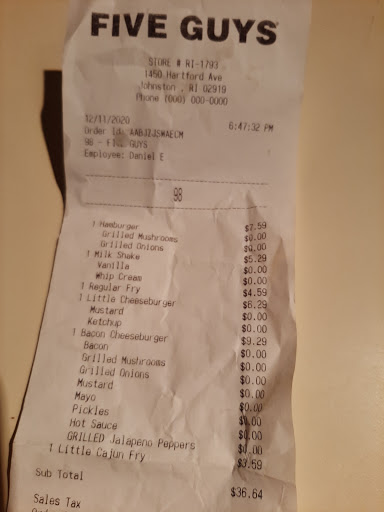 FIVE GUYS
STORE # RI-1793
1450 Hartford Ave
Johnston , RI 02919
Phone (000) 000-0000
12/11/2020 6:47:32 PM
Order Id: AABJZJSWAECM
98 - FIVE GUYS
Employee: Daniel E
98
1 Hamburger $7.59
Grilled Mushrooms $0.00
Grilled Onions $0.00
1 Milk Shake $5.29
Vanilla $0.00
Whip Cream $0.00
1 Regular Fry $4.59
1 Little Cheeseburger $6.29
Mustard $0.00
Ketchup $0.00
1 Bacon Cheeseburger $9.29
Bacon $0.00
Grilled Mushrooms $0.00
Grilled Onions $0.00
Mustard $0.00
Mayo $0.00
Pickles $0.00
Hot Sauce $0.00
GRILLED Jalapeno Peppers $0.00
1 Little Cajun Fry $3.59
Sub Total $36.64
Sales Tax